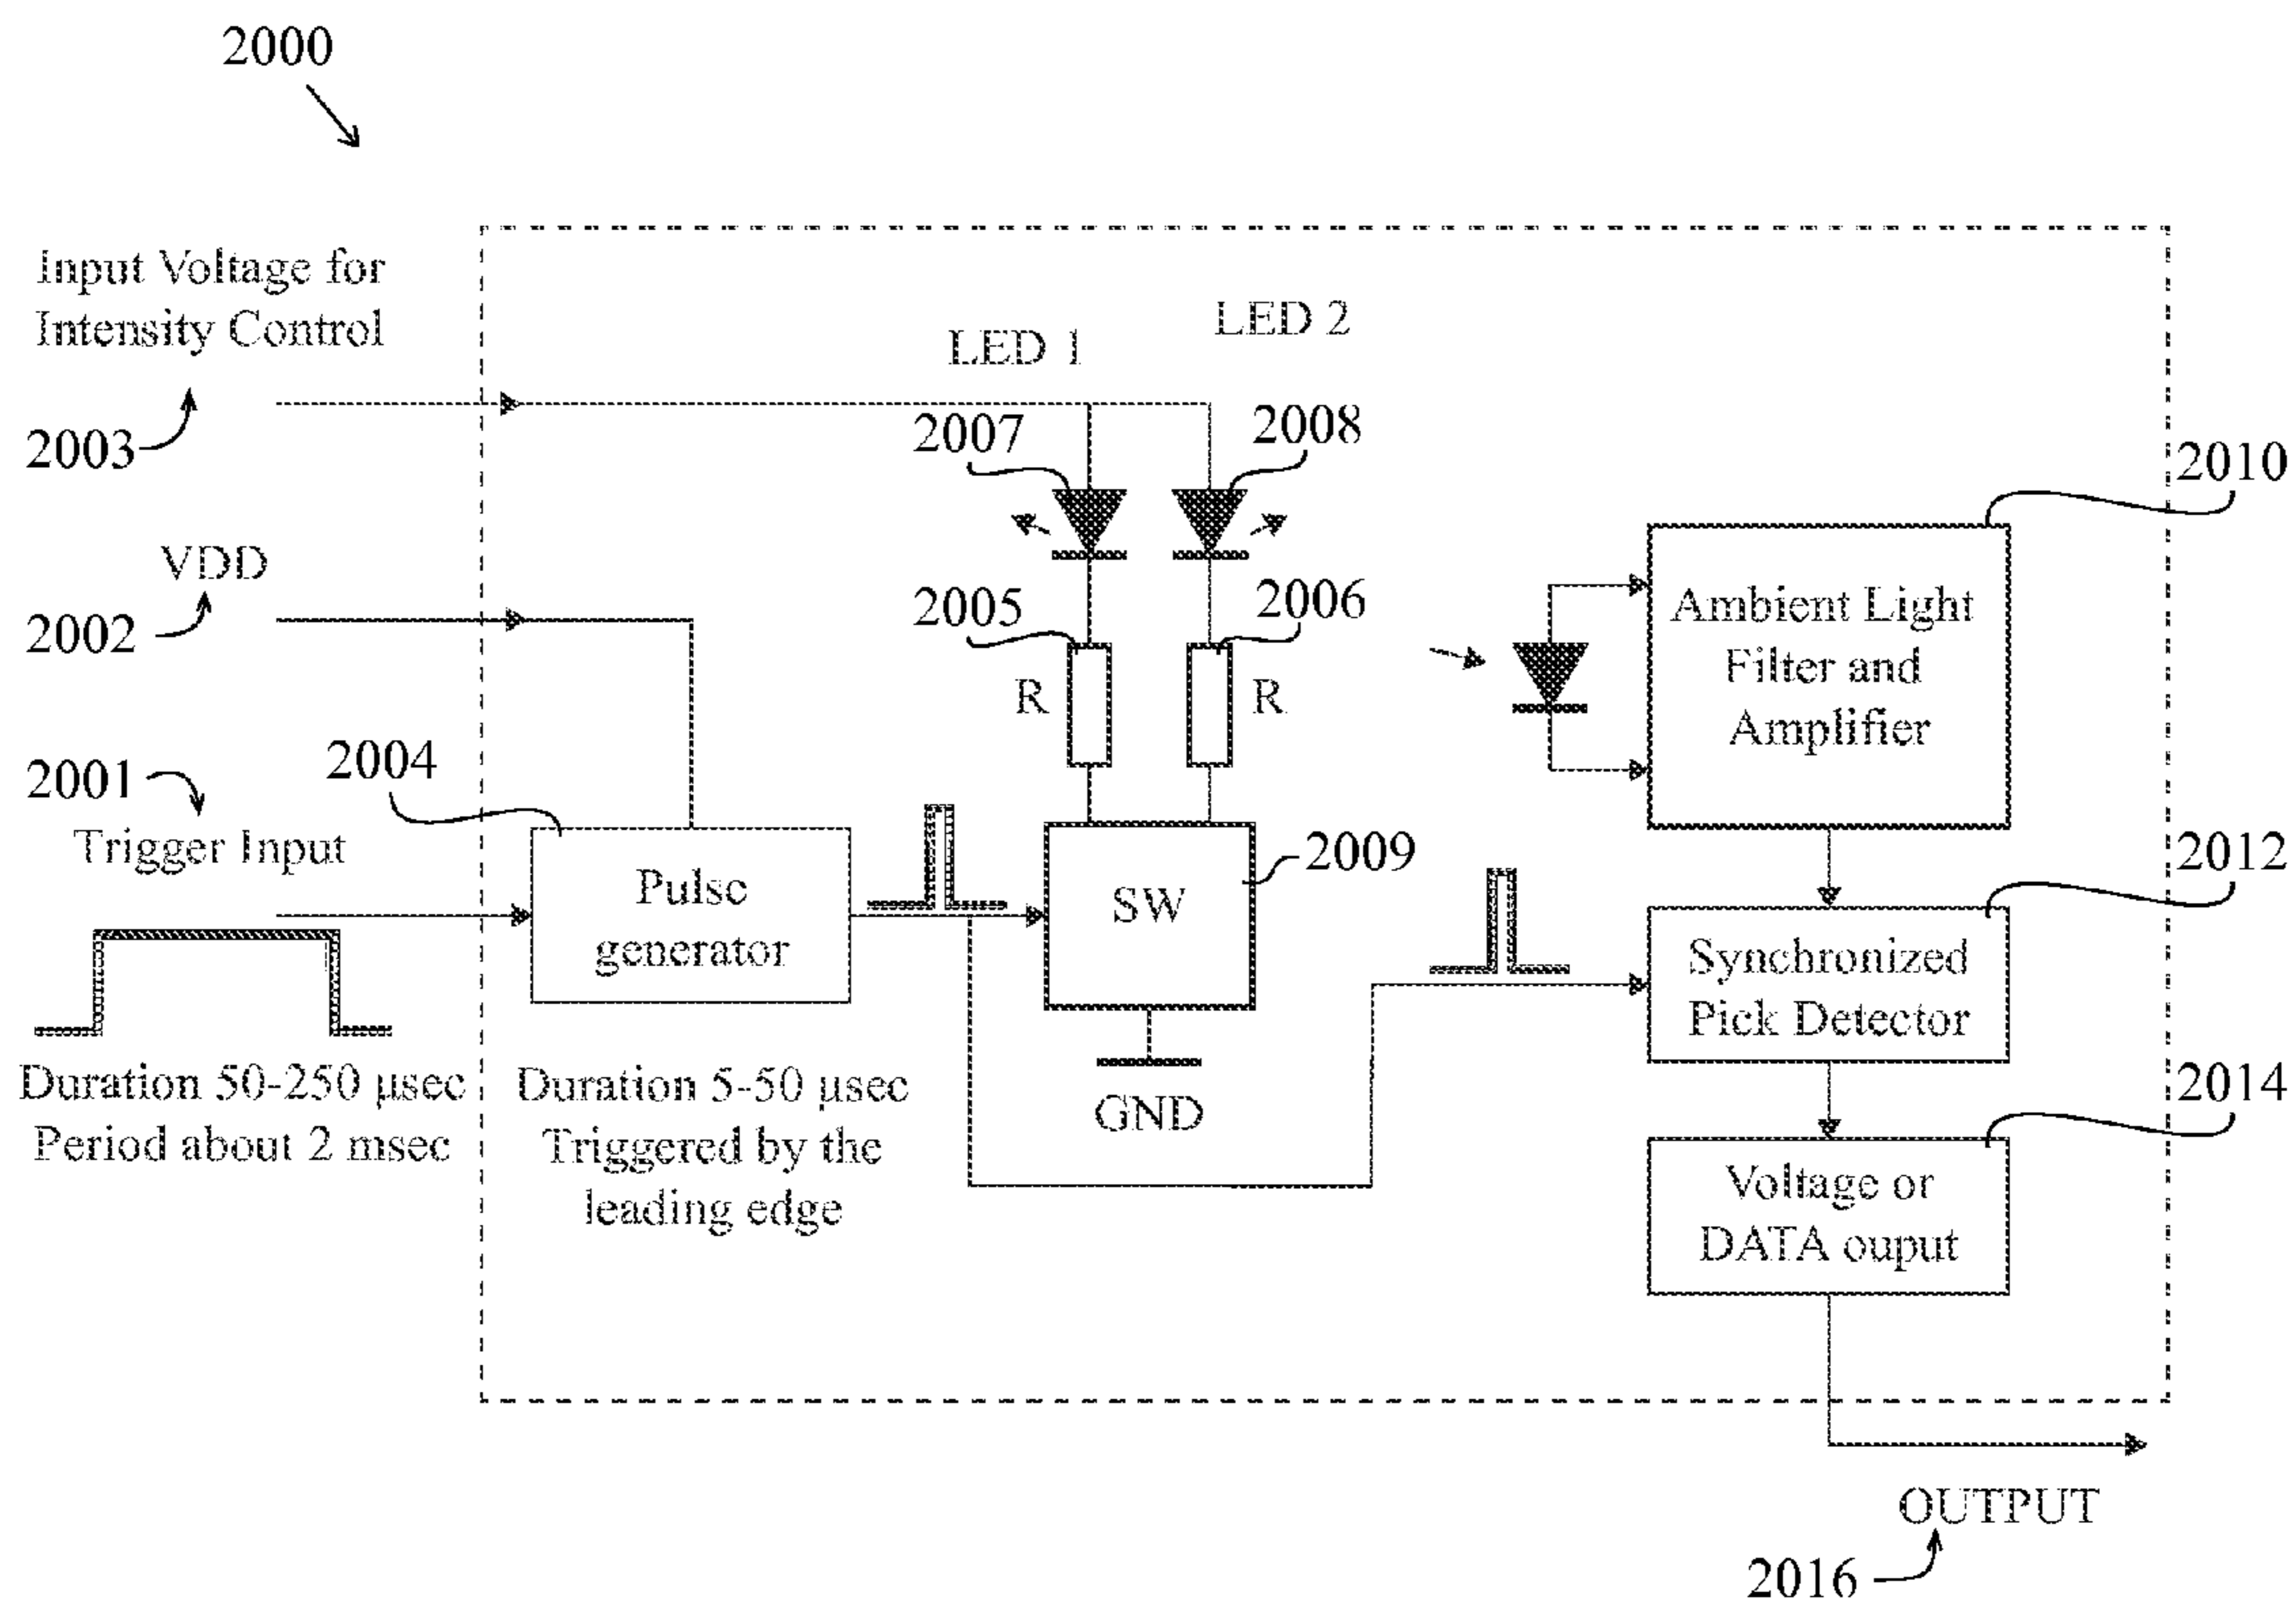 2000
Input Voltage for
Intensity Control
2003
LED 1
LED 2
2007
2008
2010
VDD
2002
2005
2006
R
R
Ambient Light
Filter and
Amplifier
2001
Trigger Input
2004
Pulse
generator
SW
2009
2012
Synchronized
Pick Detector
Duration 50-250 μsec
Period about 2 msec
Duration 5-50 μsec
Triggered by the
leading edge
GND
2014
Voltage or
DATA ouput
OUTPUT
2016